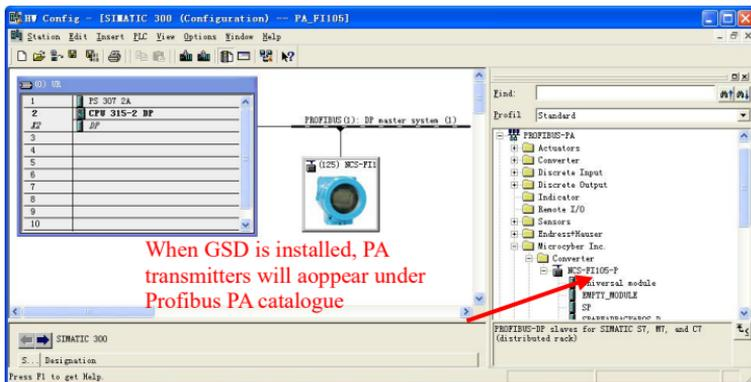 HW Config - [SIMATIC 300 (Configuration) -- PA_FI105]
Station Edit Insert PLC View Options Window Help
(0) UR
1 PS 307 2A
2 CPU 315-2 DP
X2 DP
3
4
5
6
7
8
9
10
PROFIBUS(1): DP master system (1)
(125) NCS-FI1
When GSD is installed, PA
transmitters will aoppear under
Profibus PA catalogue
Find:
Profil Standard
PROFIBUS-PA
Actuators
Converter
Discrete Input
Discrete Output
Indicator
Remote I/O
Sensors
Endress+Hauser
Microcyber Inc.
Converter
NCS-FI105-P
Universal module
EMPTY_MODULE
SP
PROFIBUS-DP slaves for SIMATIC S7, M7, and C7
(distributed rack)
SIMATIC 300
S... Designation
Press F1 to get Help.